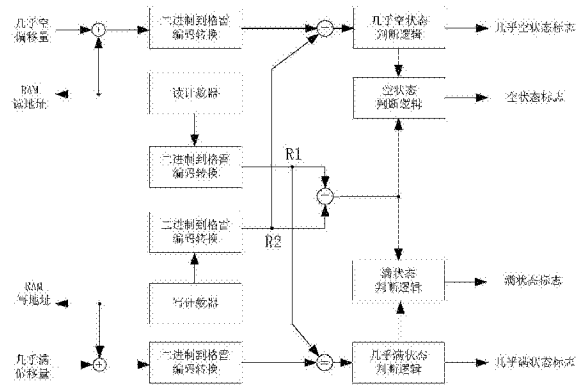 几乎空
偏移量
二进制到格雷
编码转换
几乎空状态
判断逻辑
几乎空状态标志
RAM
读地址
读计数器
空状态
判断逻辑
空状态标志
二进制到格雷
编码转换
R1
二进制到格雷
编码转换
R2
RAM
写地址
写计数器
满状态
判断逻辑
满状态标志
几乎满
偏移量
二进制到格雷
编码转换
几乎满状态
判断逻辑
几乎满状态标志